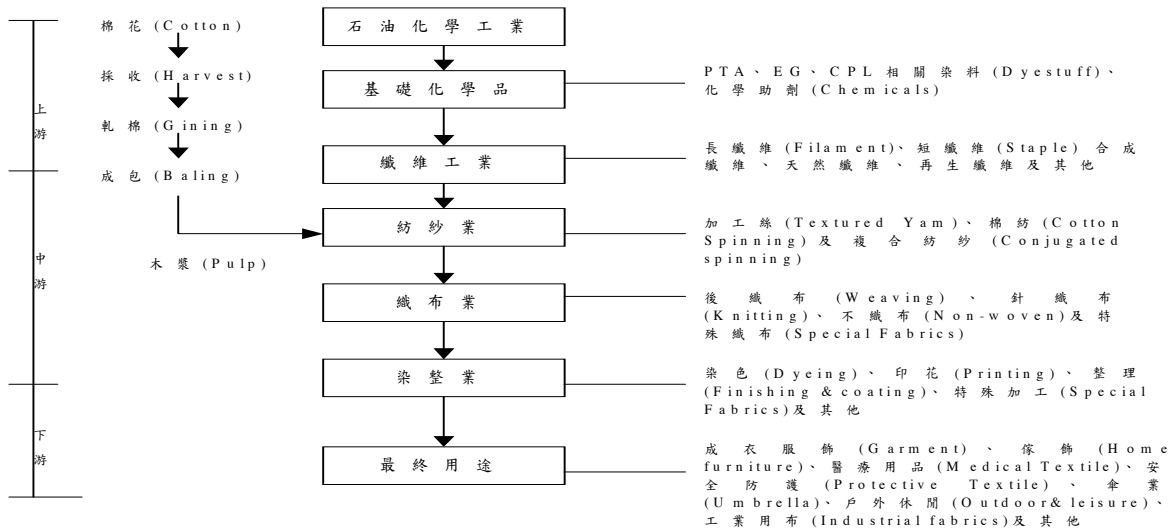 上
游
中
游
下
游
棉花(Cotton)
採收(Harvest)
軋棉(Gining)
成包(Baling)
木漿(Pulp)
石油化學工業
基礎化學品
纖維工業
紡紗業
織布業
染整業
最終用途
PTA、EG、CPL相關染料(Dyestuff)、
化學助劑(Chemicals)
長纖維(Filament)、短纖維(Staple)合成
纖維、天然纖維、再生纖維及其他
加工絲(Textured Yam)、棉紡(Cotton
Spinning)及複合紡紗(Conjugated
spinning)
後織布(Weaving)、針織布
(Knitting)、不織布(Non-woven)及特
殊織布(Special Fabrics)
染色(Dyeing)、印花(Printing)、整理
(Finishing & coating)、特殊加工(Special
Fabrics)及其他
成衣服飾(Garment)、傢飾(Home
furniture)、醫療用品(Medical Textile)、安
全防護(Protective Textile)、傘業
(Umbrella)、戶外休閒(Outdoor& leisure)、
工業用布(Industrial fabrics)及其他